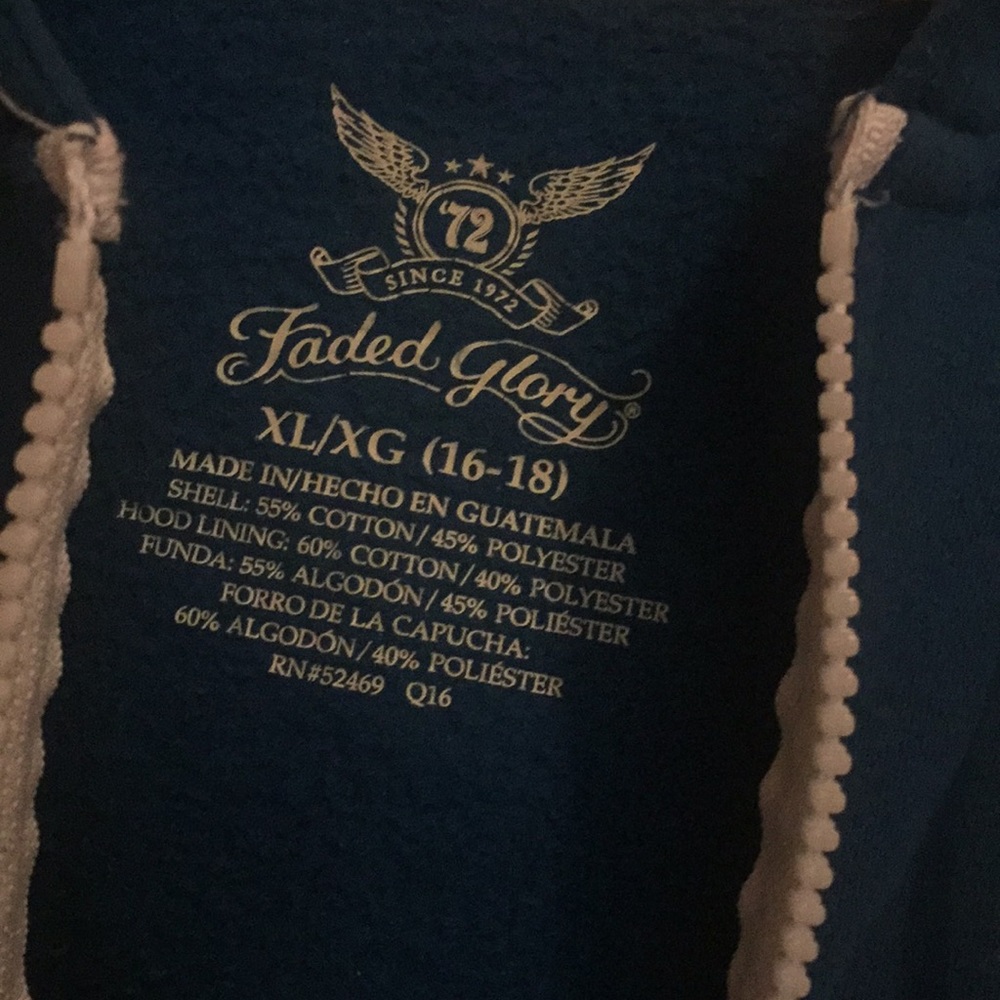 '72
SINCE 1972
Faded Glory®
XL/XG (16-18)
MADE IN/HECHO EN GUATEMALA
SHELL: 55% COTTON/45% POLYESTER
HOOD LINING: 60% COTTON/40% POLYESTER
FUNDA: 55% ALGODÓN/45% POLIÉSTER
FORRO DE LA CAPUCHA:
60% ALGODÓN/40% POLIÉSTER
RN#52469 Q16